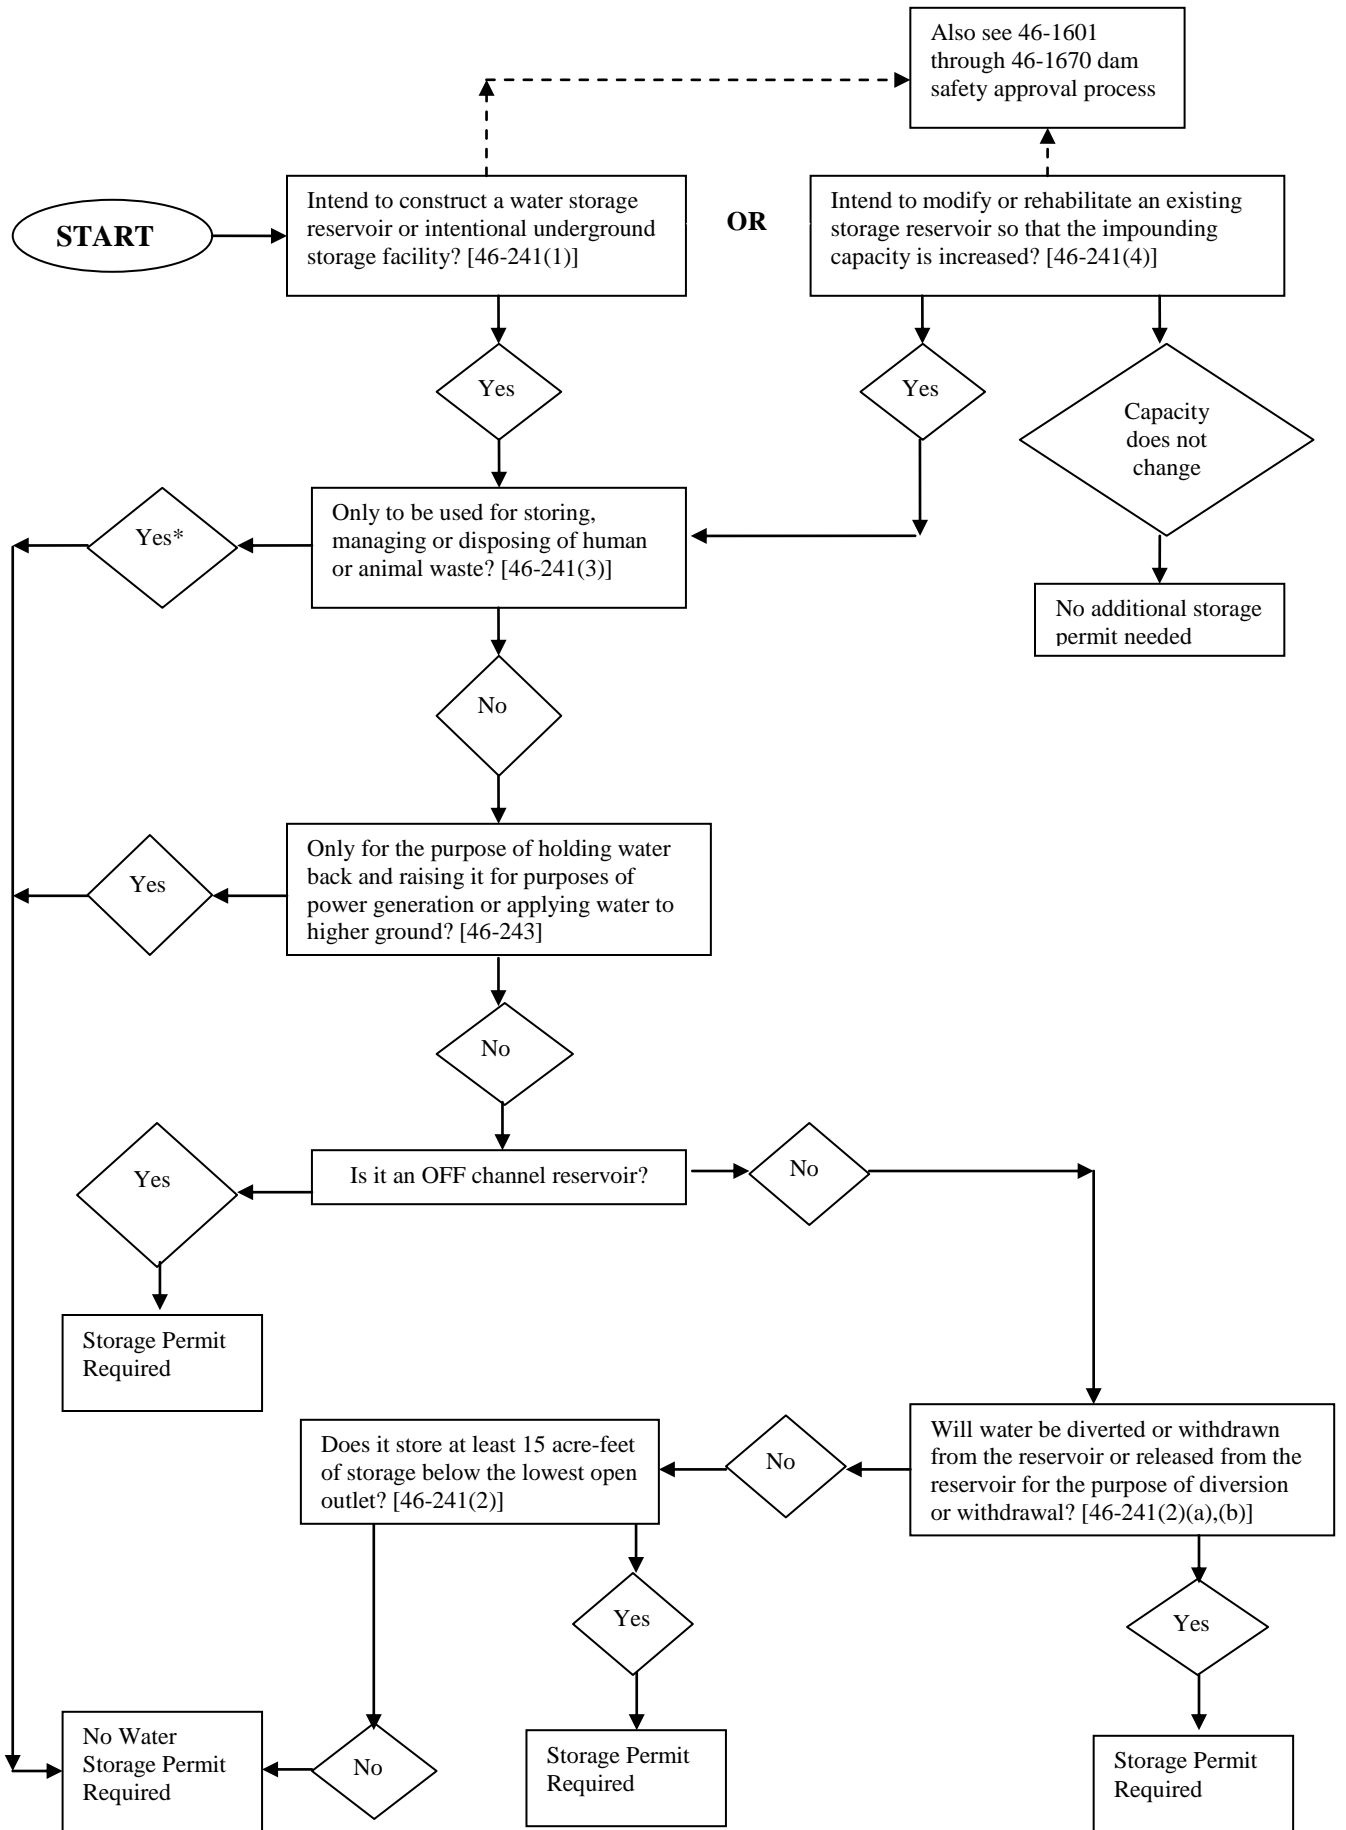 Also see 46-1601
through 46-1670 dam
safety approval process
START
Intend to construct a water storage
reservoir or intentional underground
storage facility? [46-241(1)]
OR
Intend to modify or rehabilitate an existing
storage reservoir so that the impounding
capacity is increased? [46-241(4)]
Yes
Yes
Capacity
does not
change
Yes*
Only to be used for storing,
managing or disposing of human
or animal waste? [46-241(3)]
No additional storage
permit needed
No
Yes
Only for the purpose of holding water
back and raising it for purposes of
power generation or applying water to
higher ground? [46-243]
No
Yes
Is it an OFF channel reservoir?
No
Storage Permit
Required
Does it store at least 15 acre-feet
of storage below the lowest open
outlet? [46-241(2)]
No
Will water be diverted or withdrawn
from the reservoir or released from the
reservoir for the purpose of diversion
or withdrawal? [46-241(2)(a),(b)]
Yes
Yes
No Water
Storage Permit
Required
No
Storage Permit
Required
Storage Permit
Required